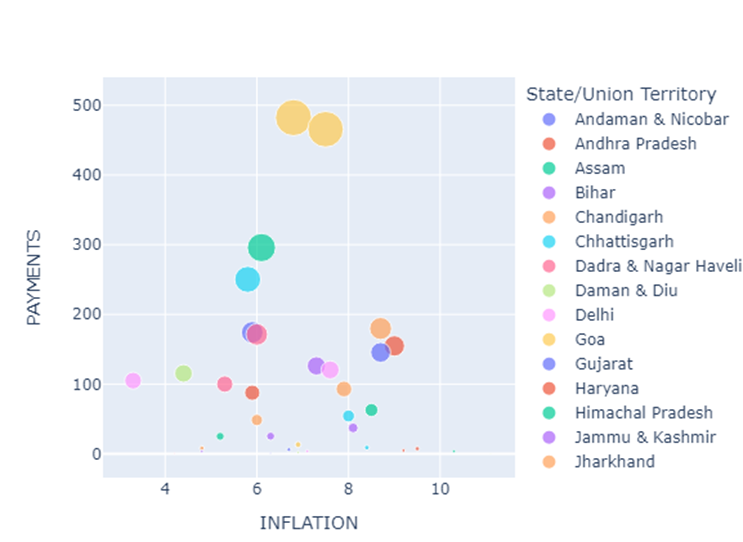 PAYMENTS
500
400
300
200
100
0
4 6 8 10
INFLATION
State/Union Territory
Andaman & Nicobar
Andhra Pradesh
Assam
Bihar
Chandigarh
Chhattisgarh
Dadra & Nagar Haveli
Daman & Diu
Delhi
Goa
Gujarat
Haryana
Himachal Pradesh
Jammu & Kashmir
Jharkhand